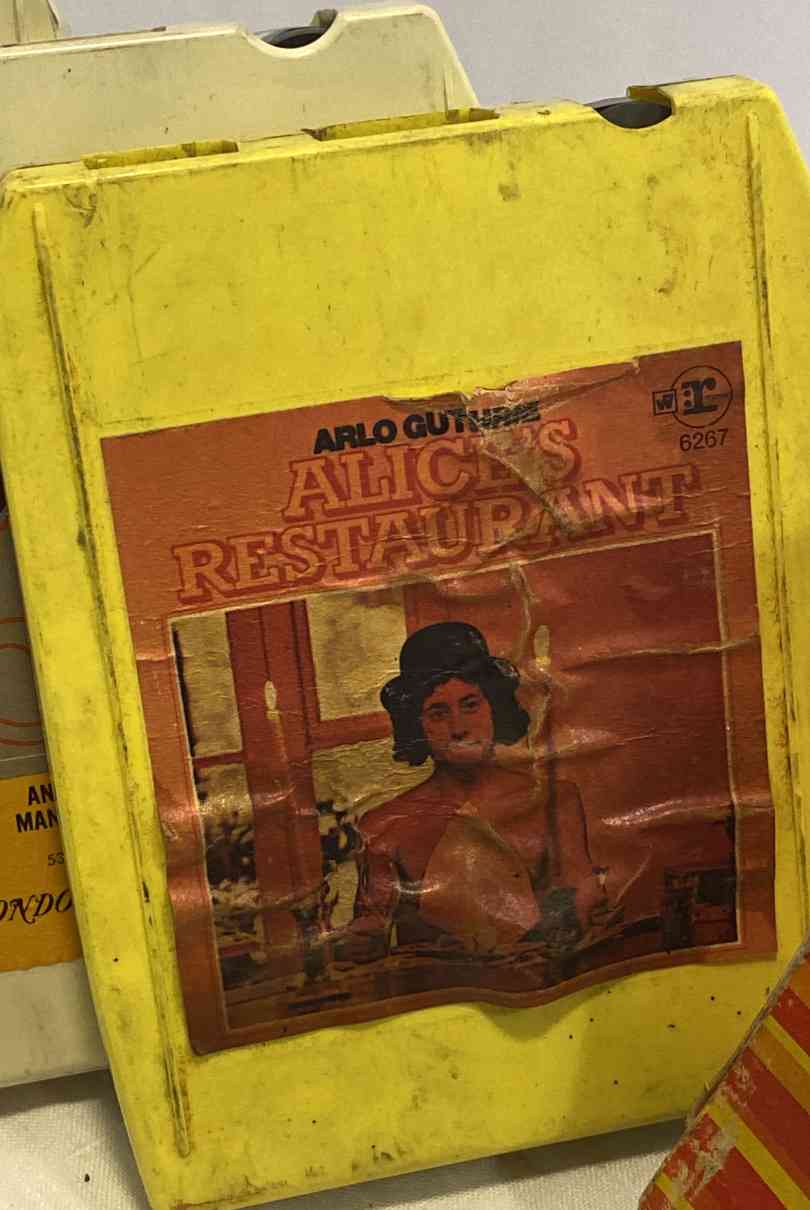 ARLO GUTHRIE
ALICE'S
RESTAURANT
W :r
6267
AN
MAN
53
ONDO